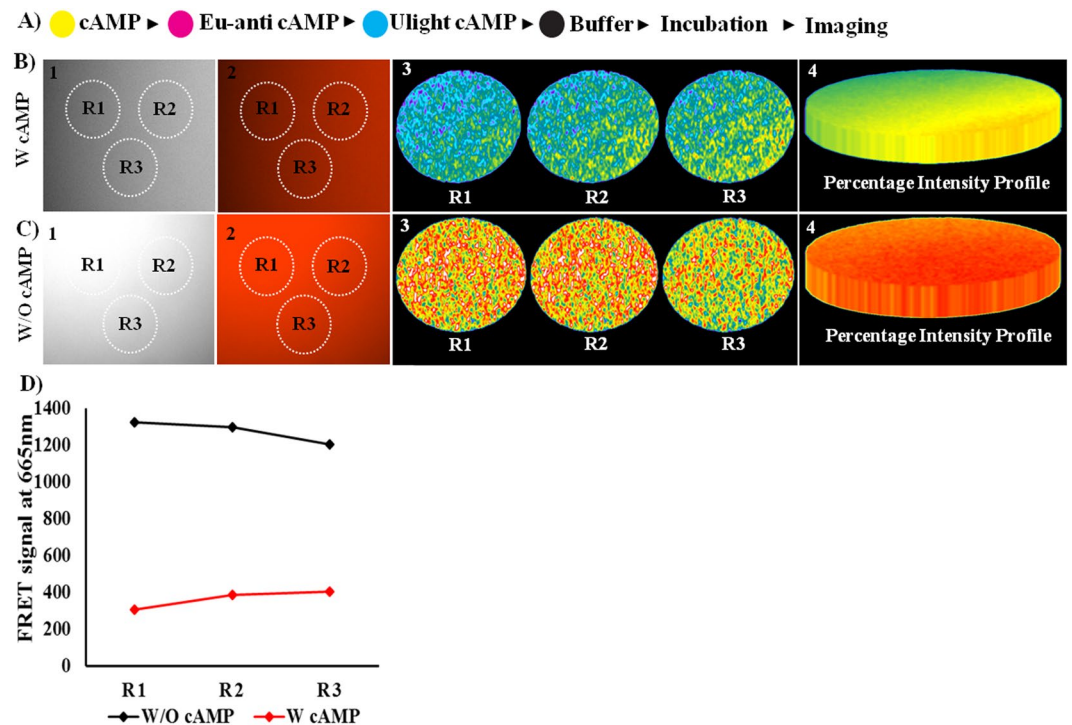 A) cAMP ▸ Eu-anti cAMP ▸ Ulight cAMP ▸ Buffer ▸ Incubation ▸ Imaging
B)
W cAMP
1
R1 R2
R3
2
R1 R2
R3
3
R1 R2 R3
4
Percentage Intensity Profile
C)
W/O cAMP
1
R1 R2
R3
2
R1 R2
R3
3
R1 R2 R3
4
Percentage Intensity Profile
D)
FRET signal at 665nm
1400
1200
1000
800
600
400
200
0
R1 R2 R3
W/O cAMP W cAMP